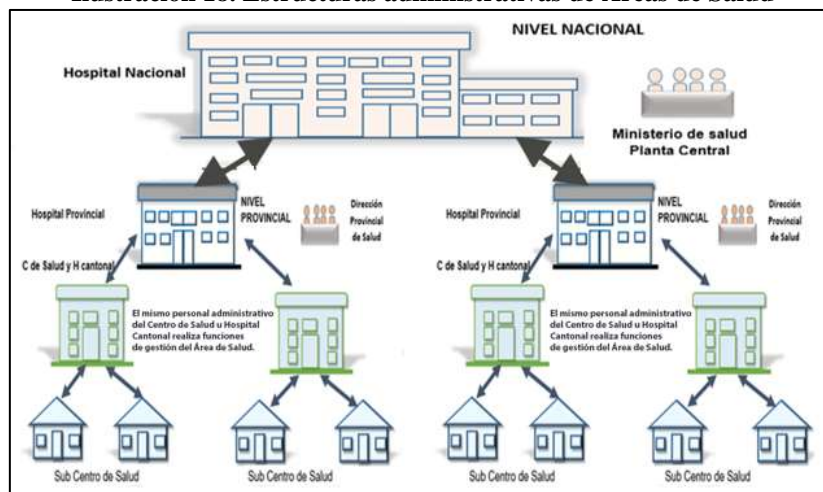 Ilustración 18. Estructuras administrativas de Áreas de Salud
NIVEL NACIONAL
Hospital Nacional
Ministerio de salud
Planta Central
Hospital Provincial
NIVEL
PROVINCIAL
Dirección
Provincial
de Salud
C de Salud y H cantonal
El mismo personal administrativo
del Centro de Salud u Hospital
Cantonal realiza funciones
de gestión del Área de Salud.
Sub Centro de Salud
Sub Centro de Salud
Hospital Provincial
NIVEL
PROVINCIAL
Dirección
Provincial
de Salud
C de Salud y H cantonal
El mismo personal administrativo
del Centro de Salud u Hospital
Cantonal realiza funciones
de gestión del Área de Salud.
Sub Centro de Salud
Sub Centro de Salud